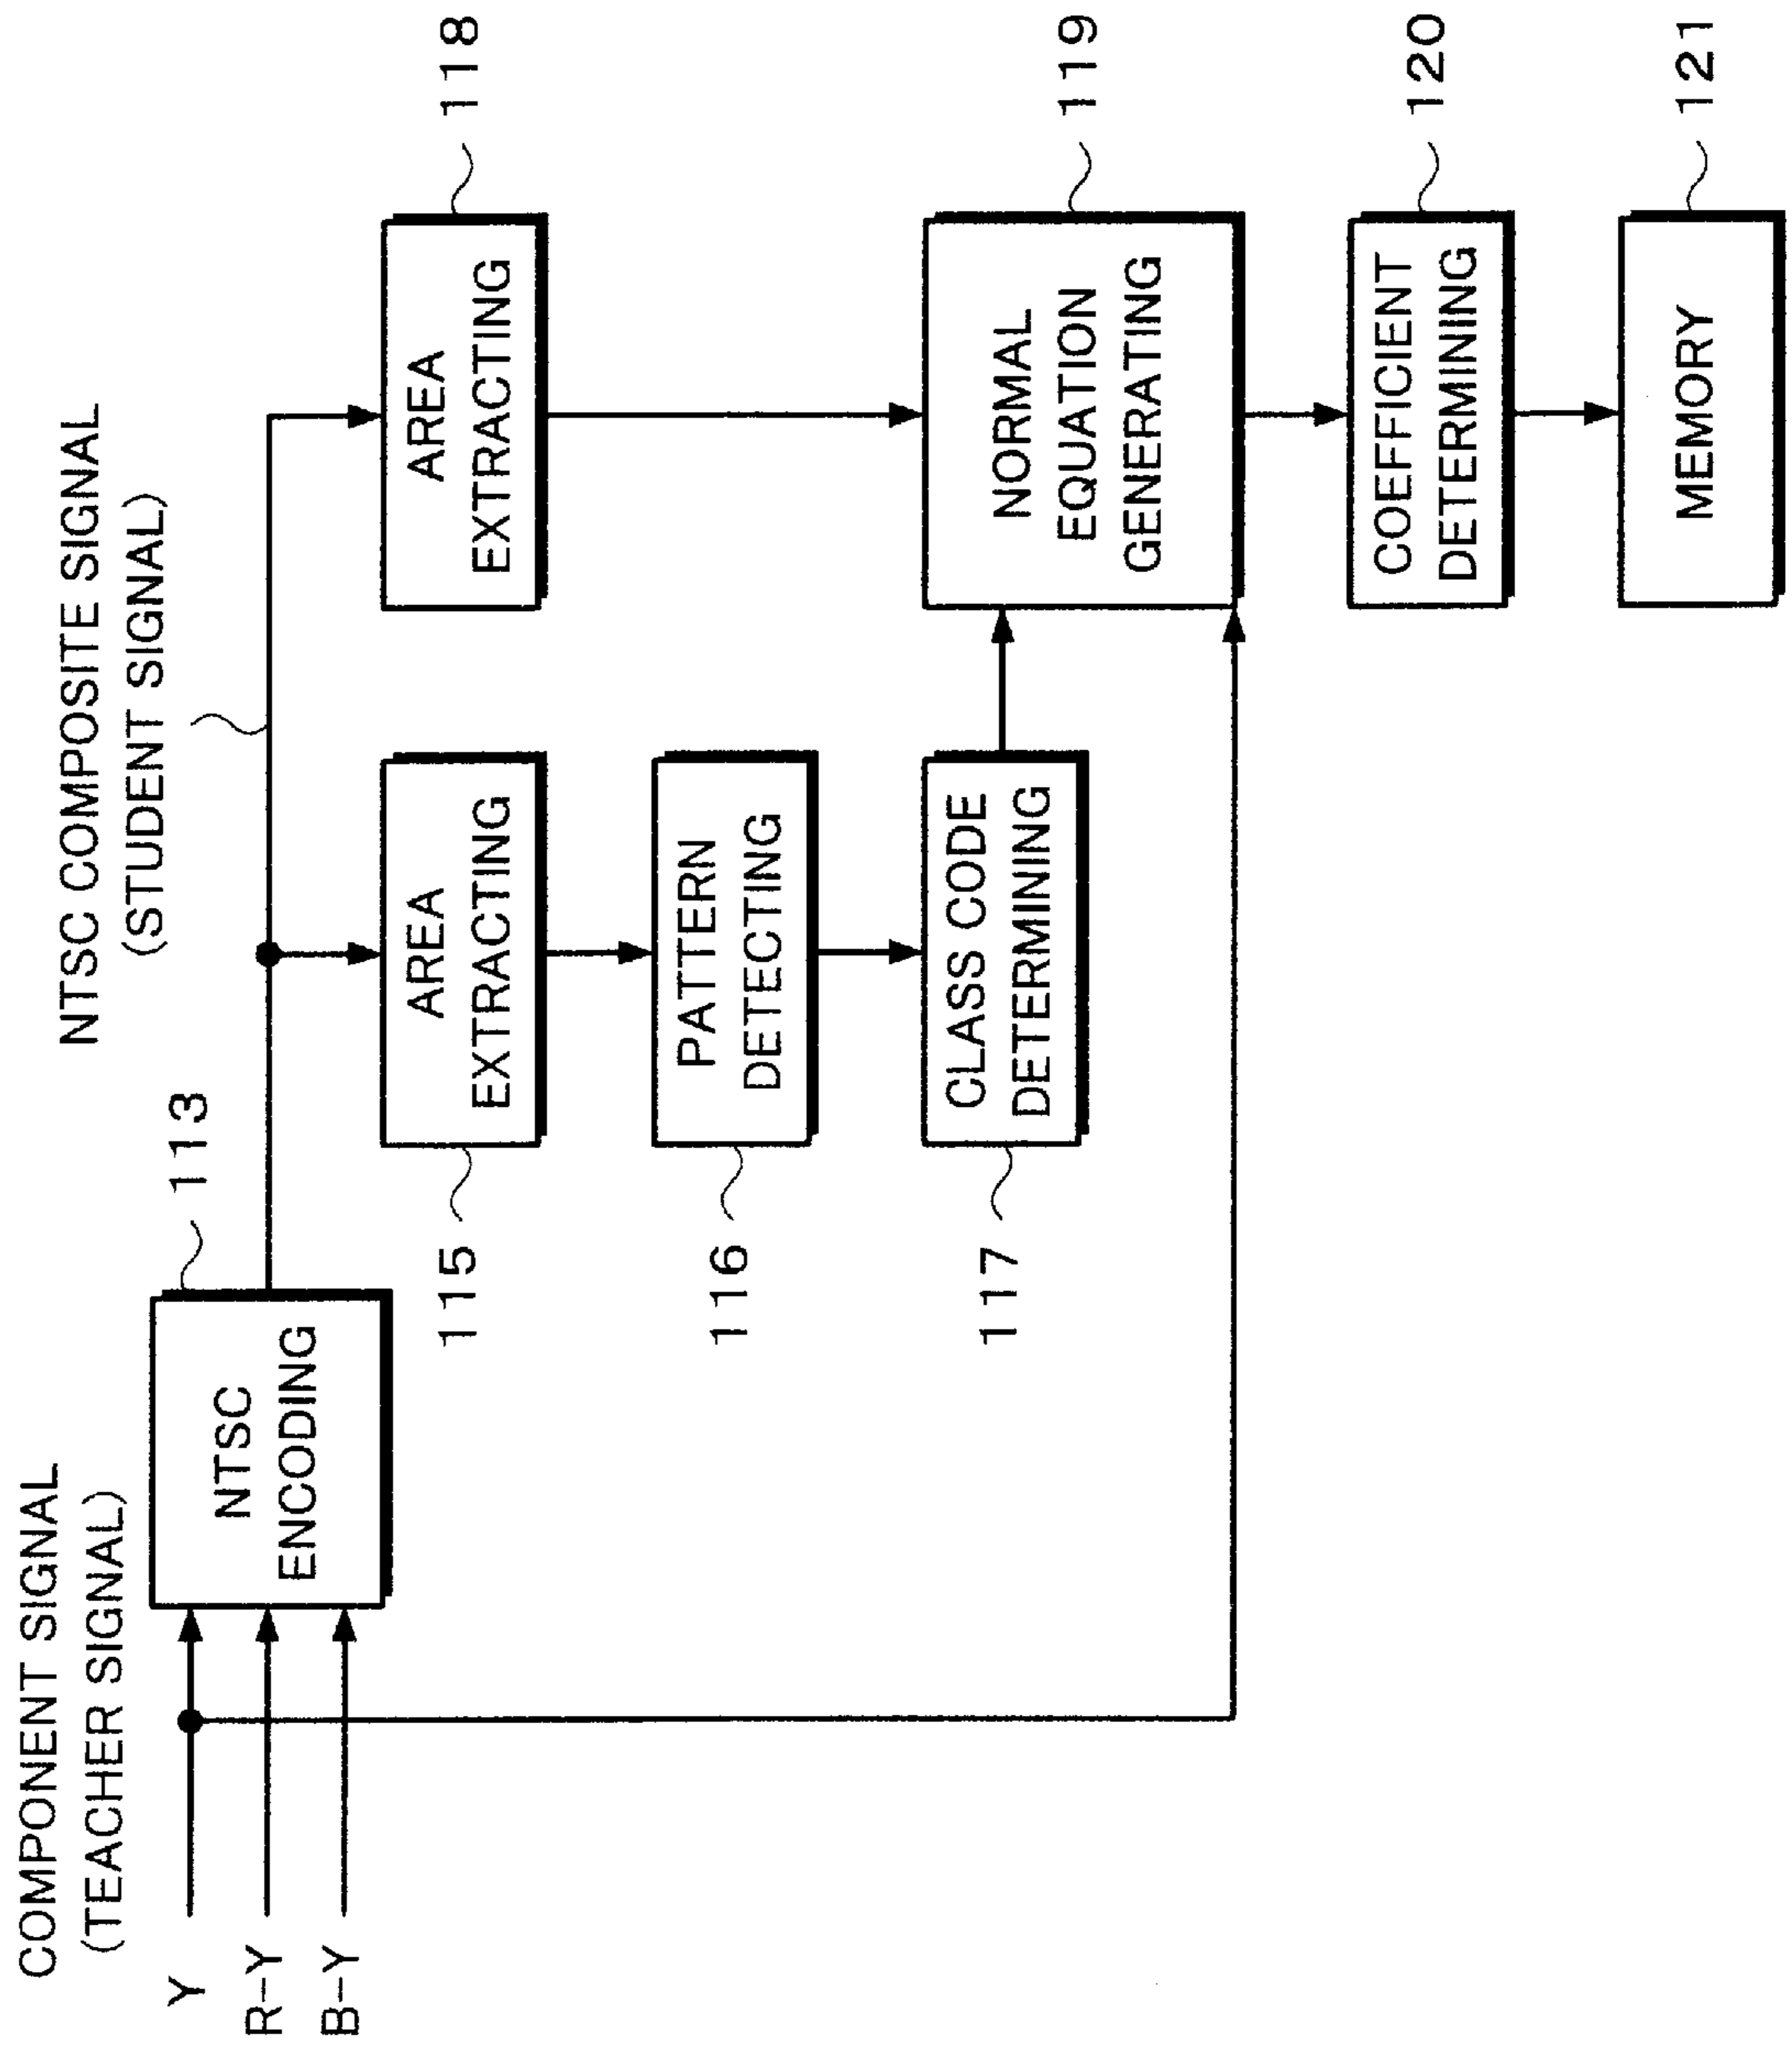 COMPONENT SIGNAL
(TEACHER SIGNAL)
Y
R-Y
B-Y
NTSC
ENCODING
113
NTSC COMPOSITE SIGNAL
(STUDENT SIGNAL)
115
AREA
EXTRACTING
116
PATTERN
DETECTING
117
CLASS CODE
DETERMINING
AREA
EXTRACTING
118
NORMAL
EQUATION
GENERATING
119
COEFFICIENT
DETERMINING
120
MEMORY
121